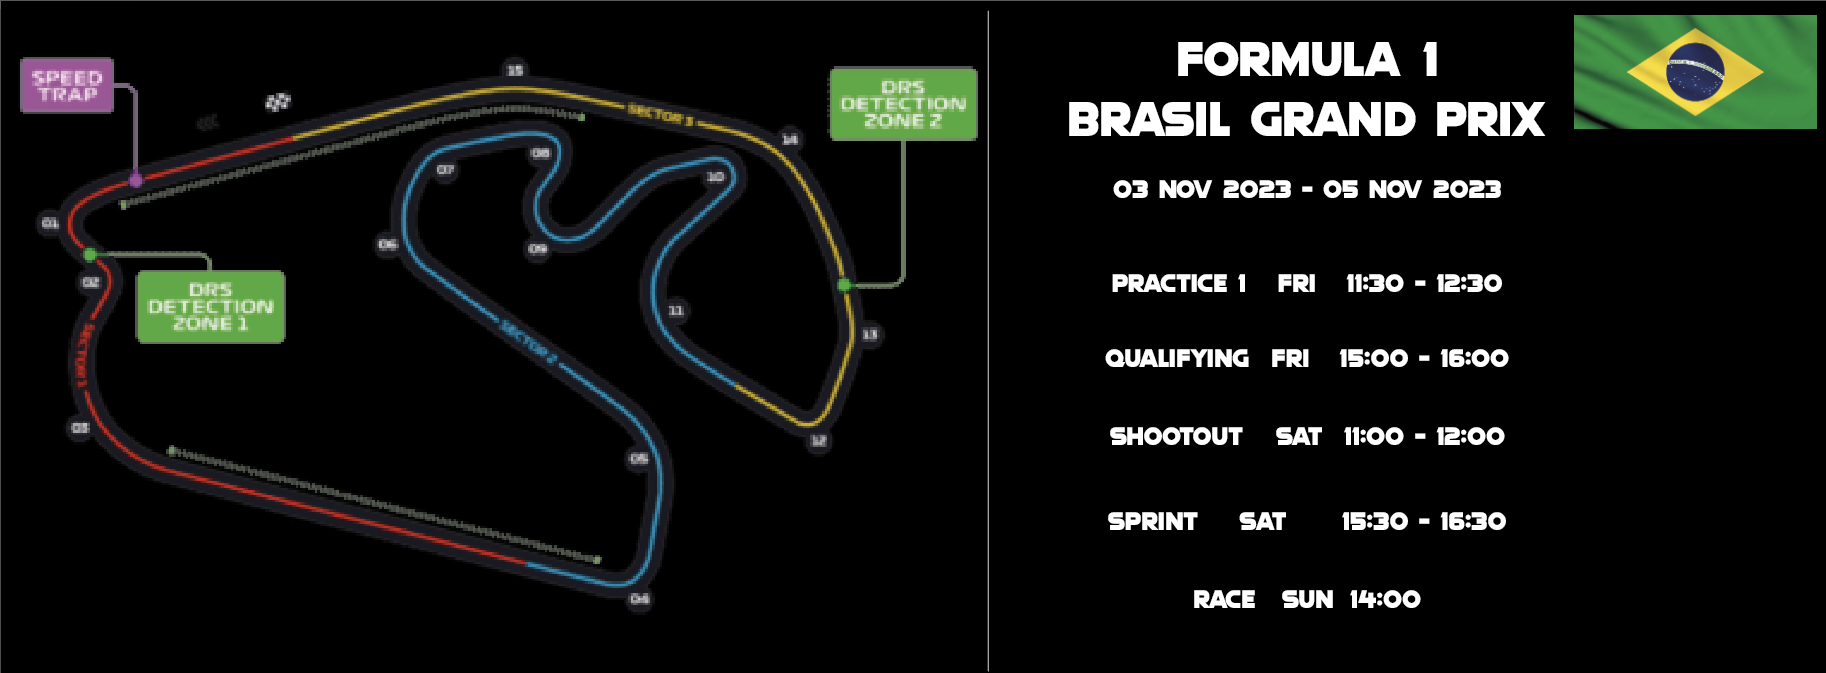 SPEED
TRAP
15
SECTOR 3
DRS
DETECTION
ZONE 2
14
08
07
10
01
06
09
02
DRS
DETECTION
ZONE 1
11
13
SECTOR 2
SECTOR 1
03
12
05
04
FORMULA 1
BRASIL GRAND PRIX
03 NOV 2023 - 05 NOV 2023
PRACTICE 1 FRI 11:30 - 12:30
QUALIFYING FRI 15:00 - 16:00
SHOOTOUT SAT 11:00 - 12:00
SPRINT SAT 15:30 - 16:30
RACE SUN 14:00